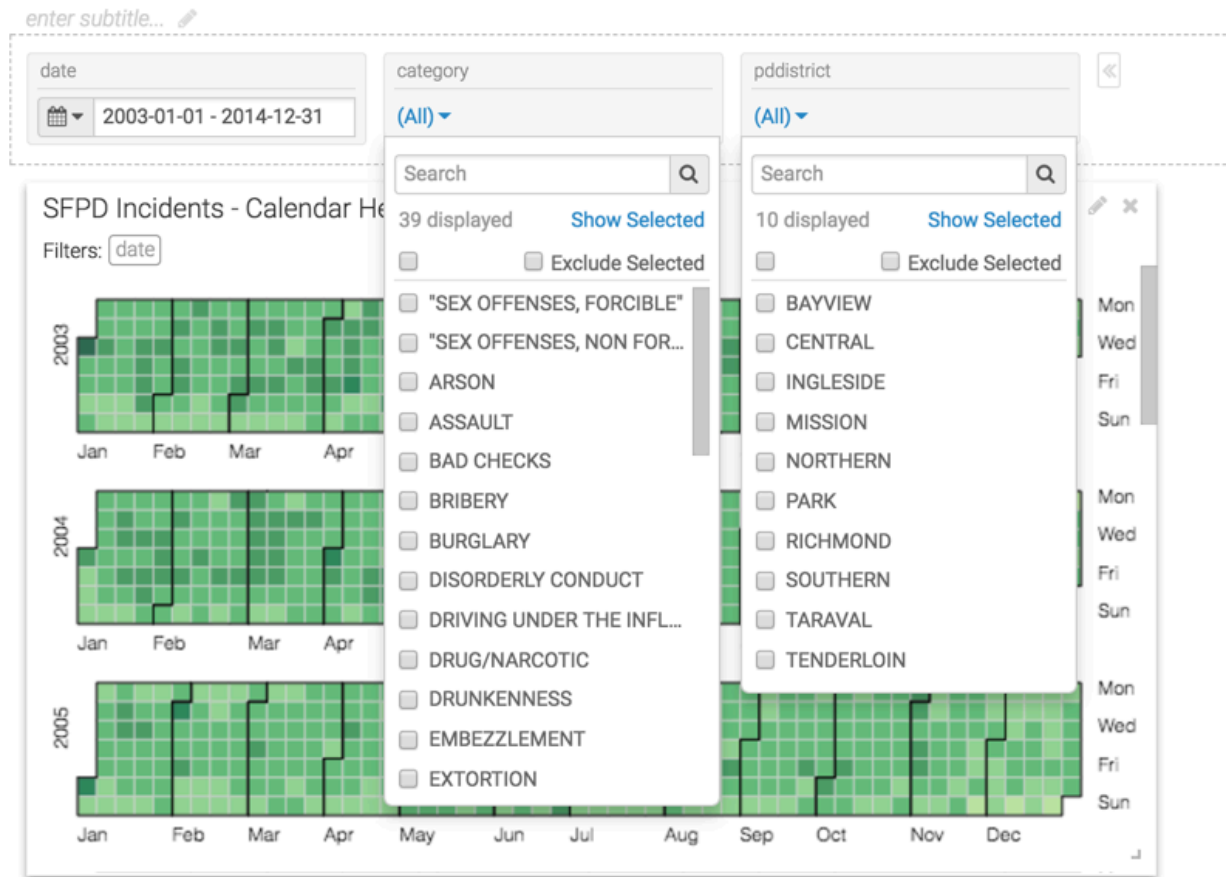 enter subtitle...
date
2003-01-01 - 2014-12-31
category
(All)
Search
39 displayed Show Selected
Exclude Selected
"SEX OFFENSES, FORCIBLE"
"SEX OFFENSES, NON FOR...
ARSON
ASSAULT
BAD CHECKS
BRIBERY
BURGLARY
DISORDERLY CONDUCT
DRIVING UNDER THE INFL...
DRUG/NARCOTIC
DRUNKENNESS
EMBEZZLEMENT
EXTORTION
pddistrict
(All)
Search
10 displayed Show Selected
Exclude Selected
BAYVIEW
CENTRAL
INGLESIDE
MISSION
NORTHERN
PARK
RICHMOND
SOUTHERN
TARAVAL
TENDERLOIN
SFPD Incidents - Calendar He
Filters: date
2003
Mon
Wed
Fri
Sun
Jan Feb Mar Apr
2004
Mon
Wed
Fri
Sun
Jan Feb Mar Apr
2005
Mon
Wed
Fri
Sun
Jan Feb Mar Apr May Jun Jul Aug Sep Oct Nov Dec